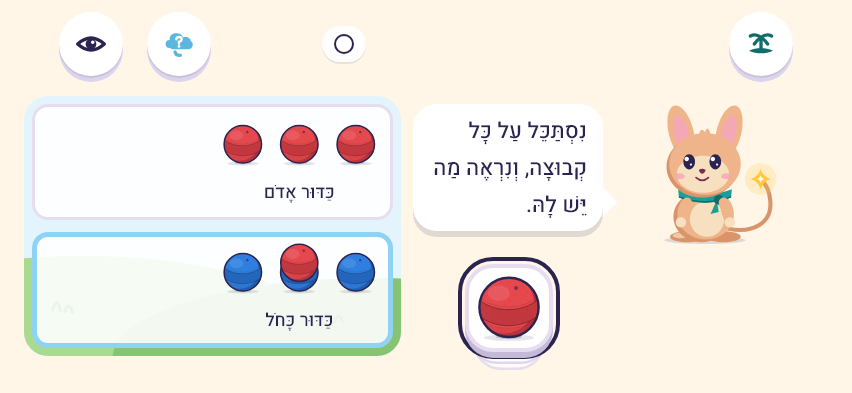 נִסְתַּכֵּל עַל כָּל
קְבוּצָה, וְנִרְאֶה מַה
יֵּשׁ לָהּ.
כַּדּוּר אָדֹם
כַּדּוּר כָּחֹל